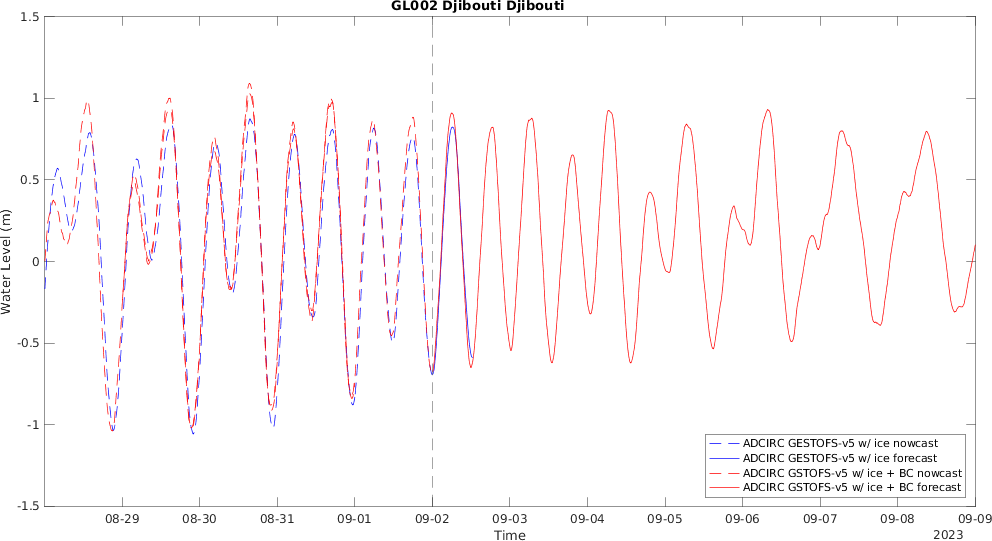 GL002 Djibouti Djibouti
1.5
1
0.5
0
-0.5
-1
-1.5
Water Level (m)
ADCIRC GESTOFS-v5 w/ ice nowcast
ADCIRC GESTOFS-v5 w/ ice forecast
ADCIRC GSTOFS-v5 w/ ice + BC nowcast
ADCIRC GSTOFS-v5 w/ ice + BC forecast
08-29 08-30 08-31 09-01 09-02 09-03 09-04 09-05 09-06 09-07 09-08 09-09
Time
2023